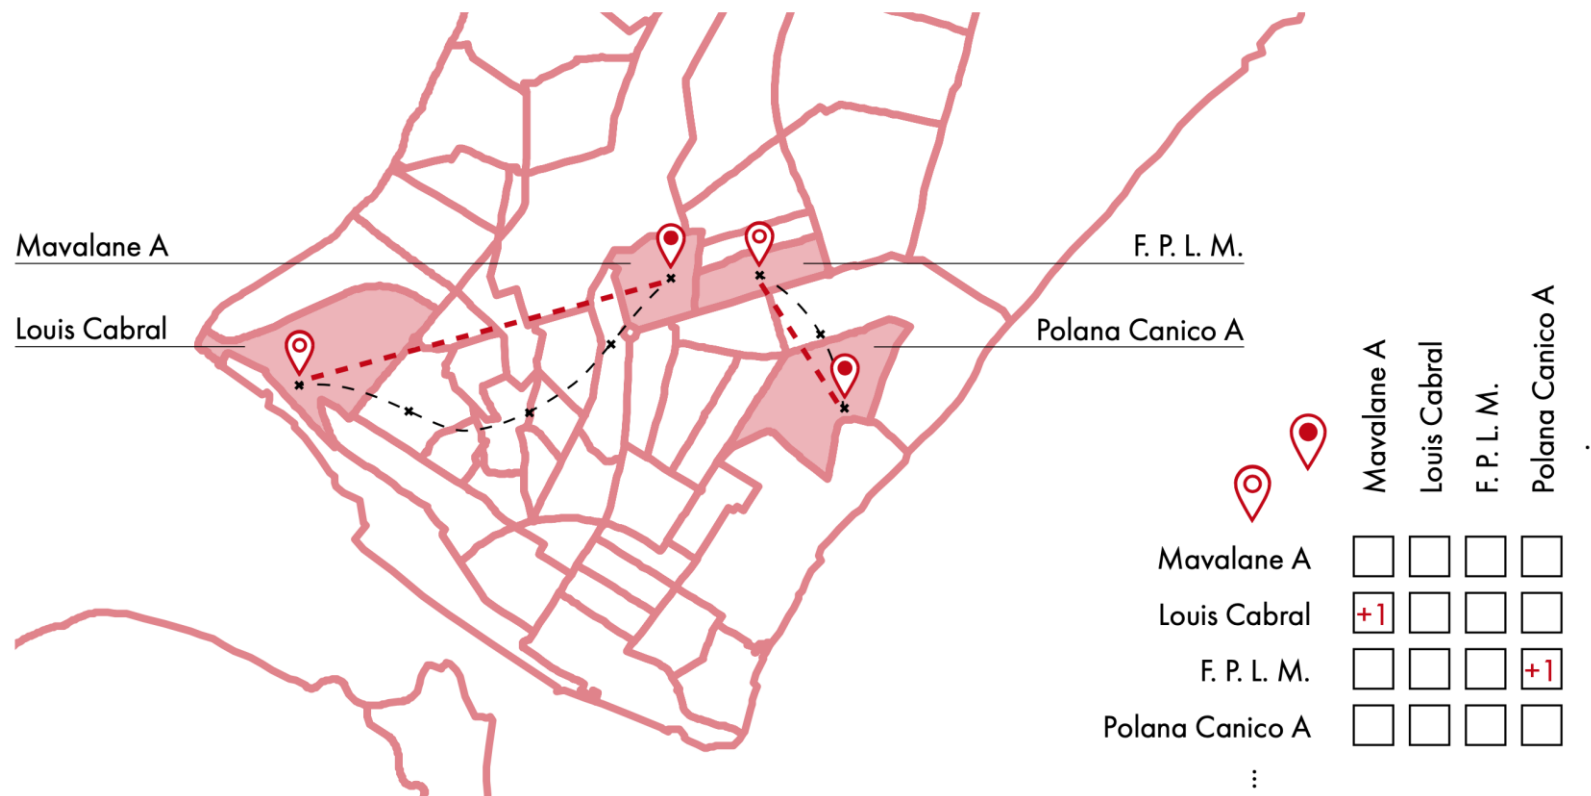 Mavalane A
F. P. L. M.
Louis Cabral
Polana Canico A
Mavalane A
Louis Cabral
F. P. L. M.
Polana Canico A
Mavalane A
Louis Cabral
+1
F. P. L. M.
+1
Polana Canico A